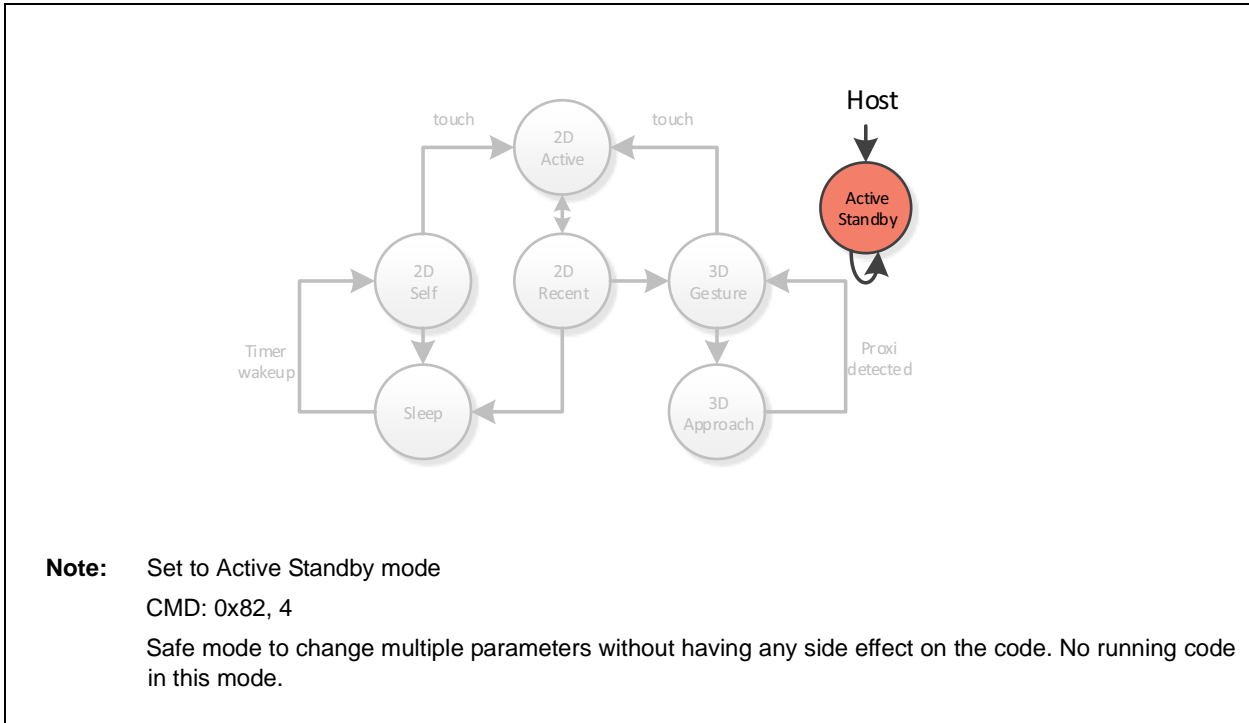 Host
touch
touch
2D
Active
Active
Standby
2D
Self
2D
Recent
3D
Gesture
Timer
wakeup
Proxi
detected
Sleep
3D
Approach
Note: Set to Active Standby mode
CMD: 0x82, 4
Safe mode to change multiple parameters without having any side effect on the code. No running code
in this mode.